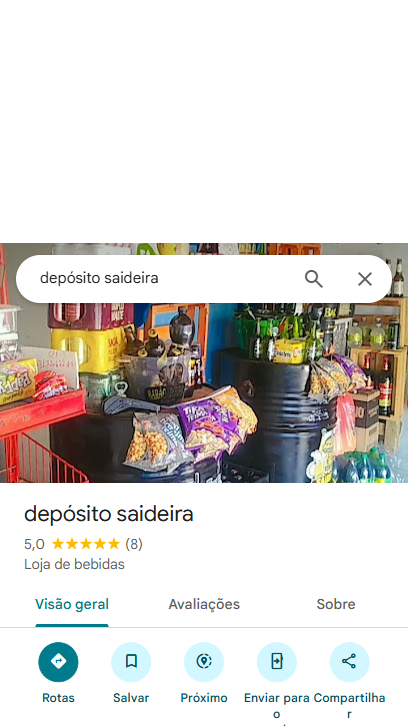 depósito saideira
depósito saideira
5,0 (8)
Loja de bebidas
Visão geral Avaliações Sobre
Rotas Salvar Próximo Enviar para o Compartilhar